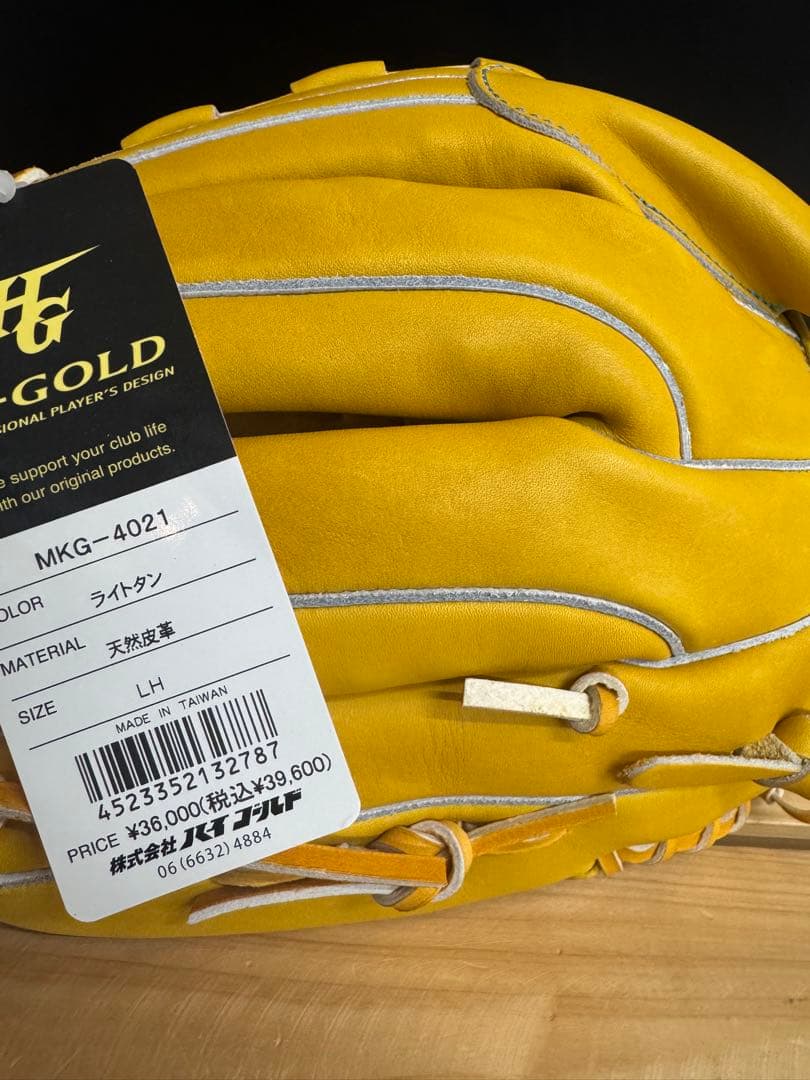 HG
-GOLD
SIONAL PLAYER'S DESIGN
e support your club life
ith our original products.
MKG-4021
OLOR ライトタン
MATERIAL 天然皮革
SIZE LH
MADE IN TAIWAN
4523352132787
PRICE ¥36,000(税込¥39,600)
株式会社 ハイゴールド
06(6632)4884